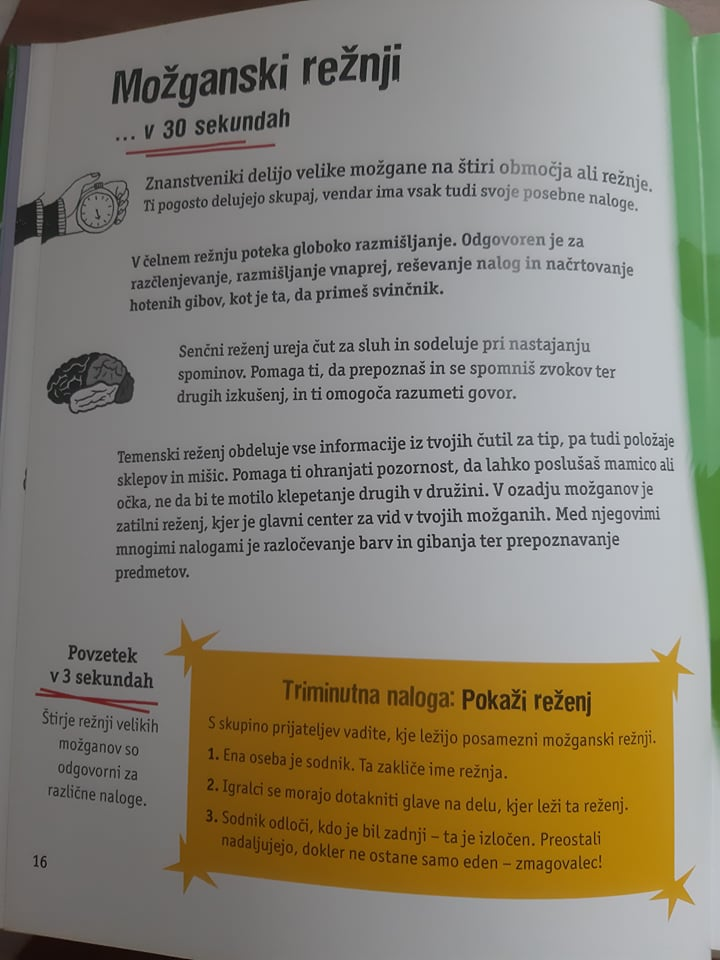 Možganski režnji
... v 30 sekundah
Znanstveniki delijo velike možgane na štiri območja ali režnje.
Ti pogosto delujejo skupaj, vendar ima vsak tudi svoje posebne naloge.
V čelnem režnju poteka globoko razmišljanje. Odgovoren je za
razčlenjevanje, razmišljanje vnaprej, reševanje nalog in načrtovanje
hotenih gibov, kot je ta, da primeš svinčnik.
Senčni reženj ureja čut za sluh in sodeluje pri nastajanju
spominov. Pomaga ti, da prepoznaš in se spomniš zvokov ter
drugih izkušenj, in ti omogoča razumeti govor.
Temenski reženj obdeluje vse informacije iz tvojih čutil za tip, pa tudi položaje
sklepov in mišic. Pomaga ti ohranjati pozornost, da lahko poslušaš mamico ali
očka, ne da bi te motilo klepetanje drugih v družini. V ozadju možganov je
zatilni reženj, kjer je glavni center za vid v tvojih možganih. Med njegovimi
mnogimi nalogami je razločevanje barv in gibanja ter prepoznavanje
predmetov.
Povzetek
v 3 sekundah
Štirje režnji velikih
možganov so
odgovorni za
različne naloge.
Triminutna naloga: Pokaži reženj
S skupino prijateljev vadite, kje ležijo posamezni možganski režnji.
1. Ena oseba je sodnik. Ta zakliče ime režnja.
2. Igralci se morajo dotakniti glave na delu, kjer leži ta reženj.
3. Sodnik odloči, kdo je bil zadnji – ta je izločen. Preostali
nadaljujejo, dokler ne ostane samo eden – zmagovalec!
16